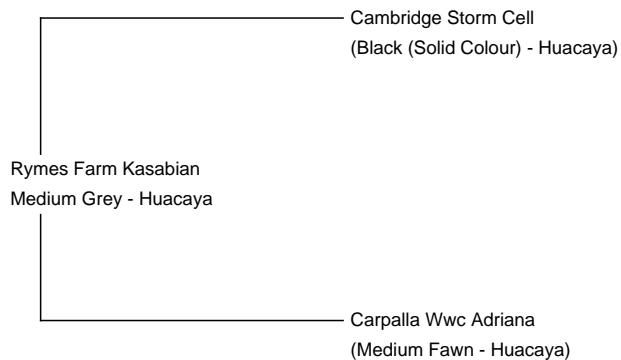 Cambridge Storm Cell
(Black (Solid Colour) - Huacaya)
Rymes Farm Kasabian
Medium Grey - Huacaya
Carpalla Wwc Adriana
(Medium Fawn - Huacaya)